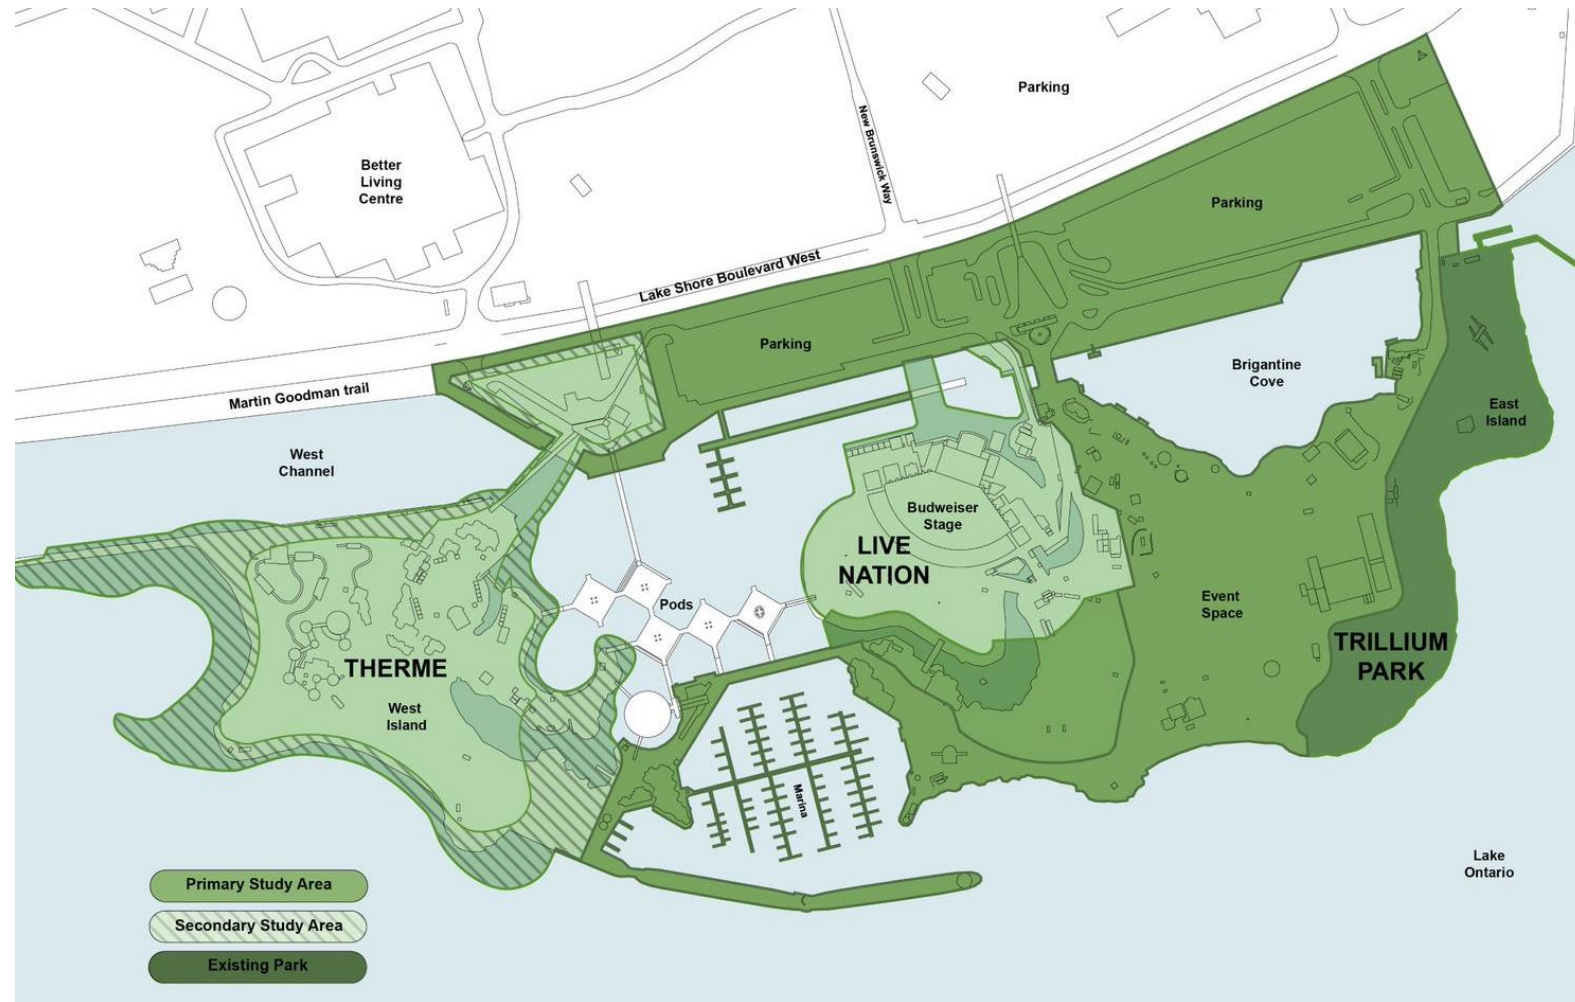 Parking
New Brunswick Way
Better
Living
Centre
Parking
Lake Shore Boulevard West
Parking
Martin Goodman trail
Brigantine
Cove
East
Island
West
Channel
Budweiser
Stage
LIVE
NATION
Pods
Event
Space
THERME
West
Island
TRILLIUM
PARK
Marina
Lake
Ontario
Primary Study Area
Secondary Study Area
Existing Park